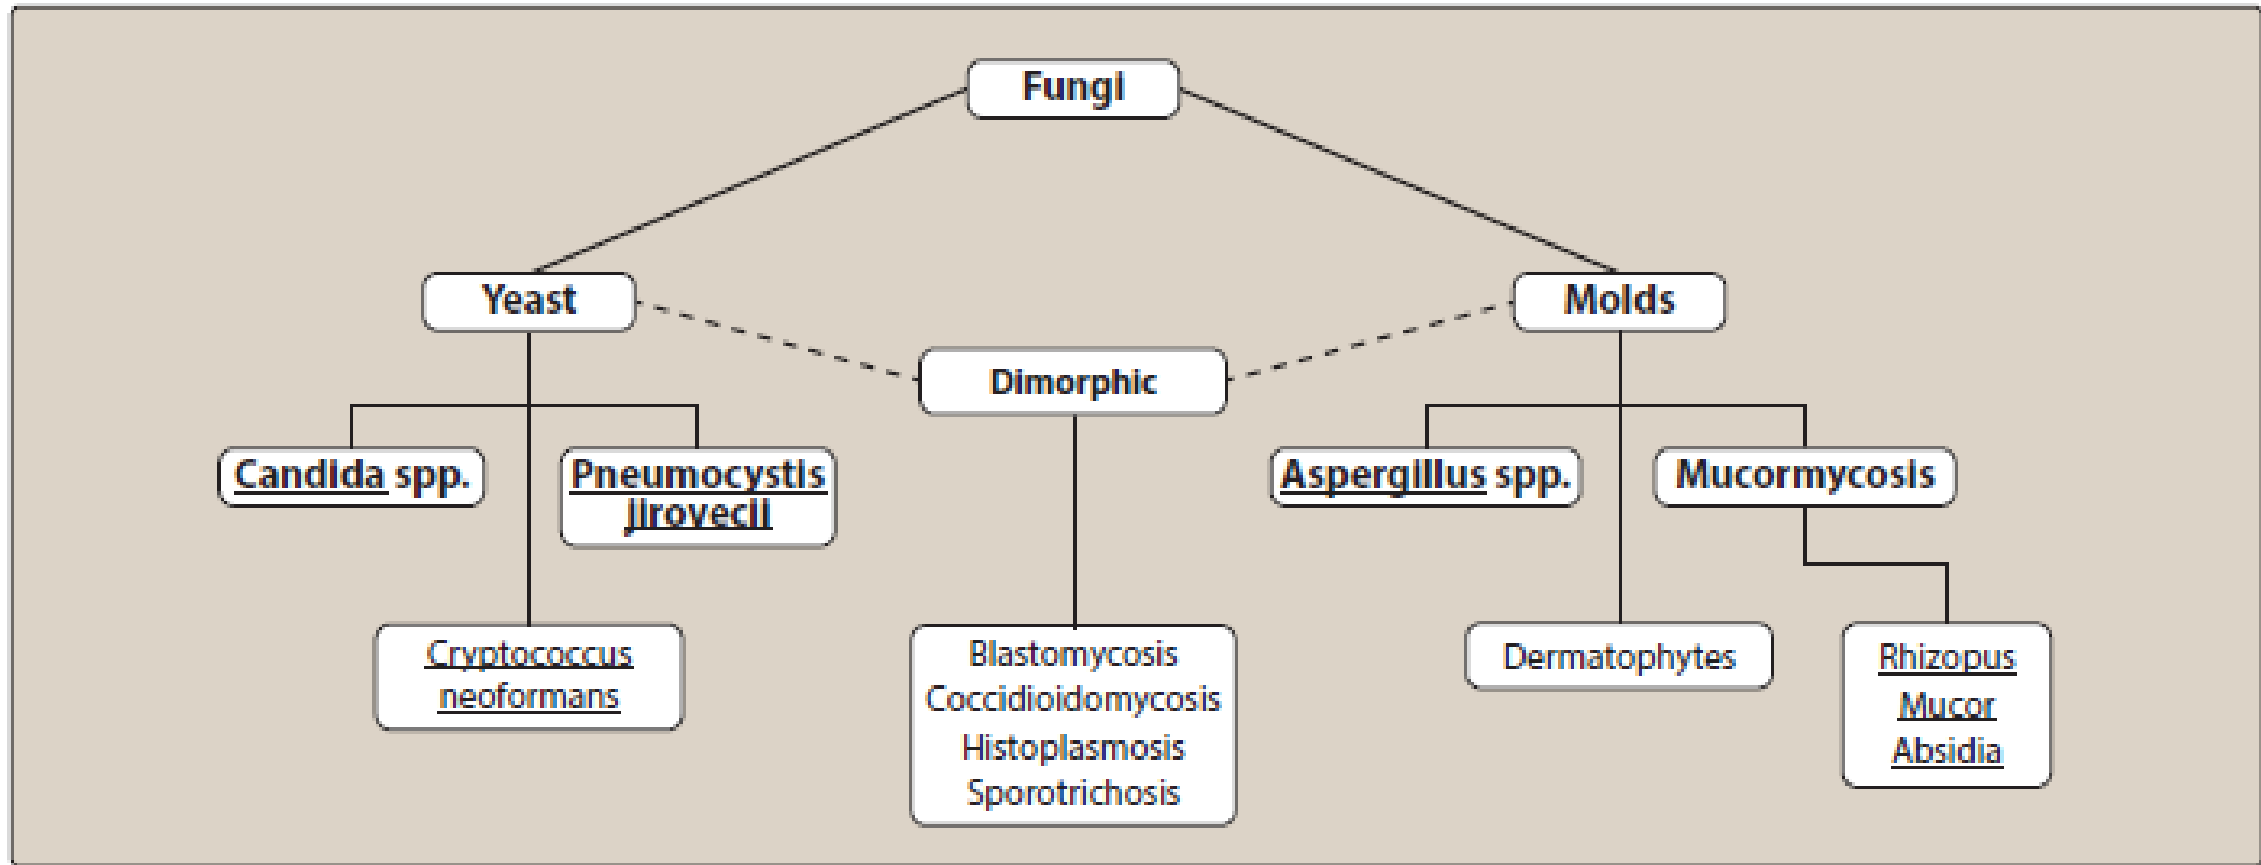 Fungi
Yeast
Molds
Dimorphic
Candida spp.
Pneumocystis
jirovecii
Aspergillus spp.
Mucormycosis
Cryptococcus
neoformans
Blastomycosis
Coccidioidomycosis
Histoplasmosis
Sporotrichosis
Dermatophytes
Rhizopus
Mucor
Absidia